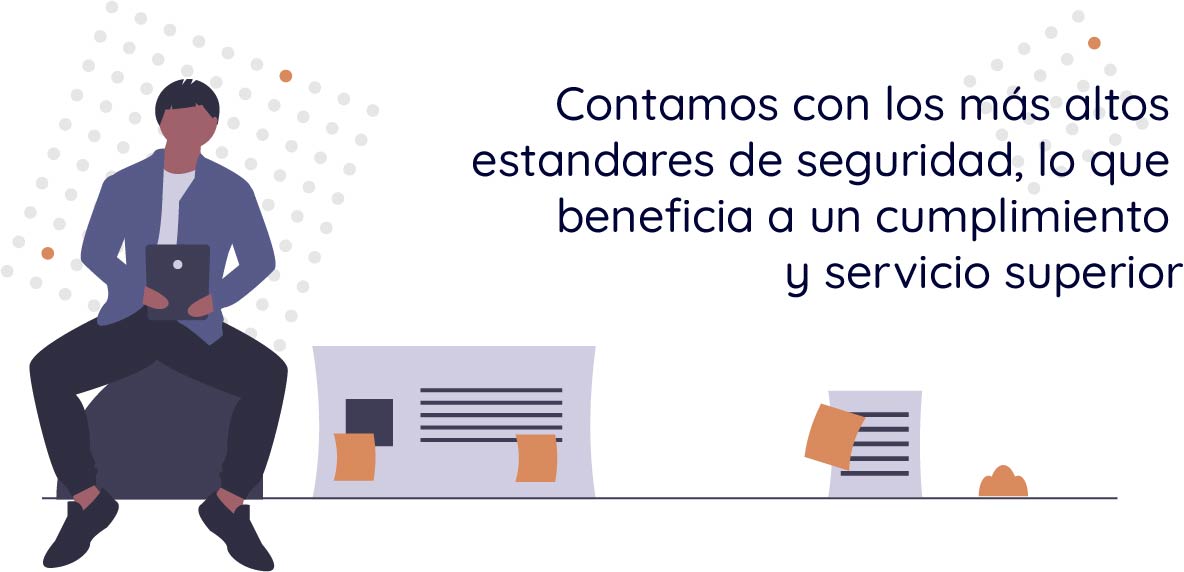 Contamos con los más altos
estandares de seguridad, lo que
beneficia a un cumplimiento
y servicio superior